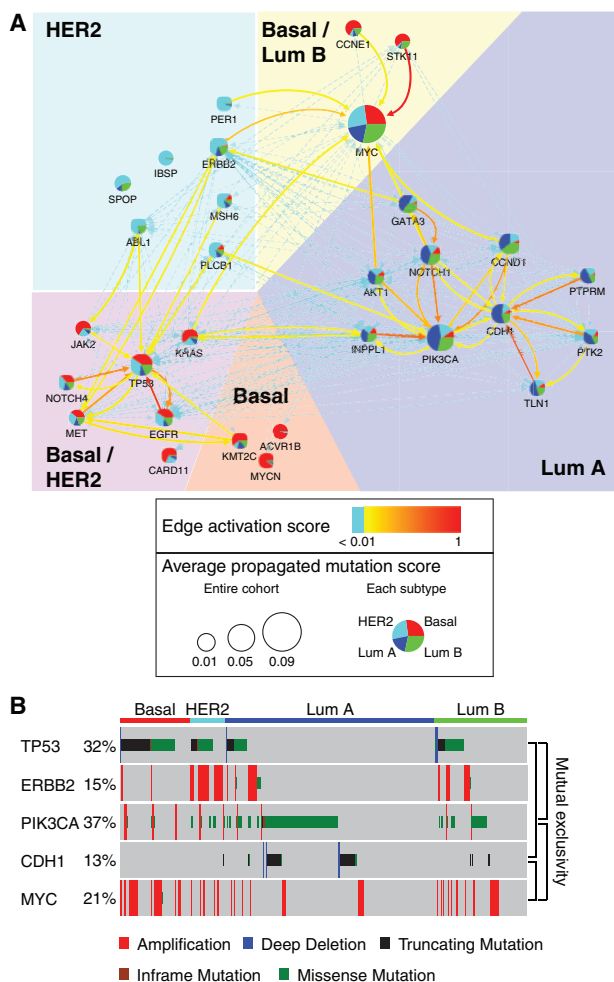 A
HER2
Basal /
Lum B
CCNE1
STK11
PER1
MYC
ERBB2
IBSP
SPOP
MSH6
GATA3
ABL1
PLCB1
NOTCH1
CCND1
AKT1
PTPRM
JAK2
KRAS
INPPL1
PIK3CA
CDH1
PTK2
TP53
NOTCH4
TLN1
Basal
MET
EGFR
KMT2C
ACVR1B
MYCN
CARD11
Basal /
HER2
Lum A
Edge activation score
< 0.01 1
Average propagated mutation score
Entire cohort Each subtype
HER2 Basal
Lum A Lum B
0.01 0.05 0.09
B
Basal HER2 Lum A Lum B
TP53 32%
ERBB2 15%
PIK3CA 37%
CDH1 13%
MYC 21%
Mutual exclusivity
Amplification Deep Deletion Truncating Mutation
Inframe Mutation Missense Mutation